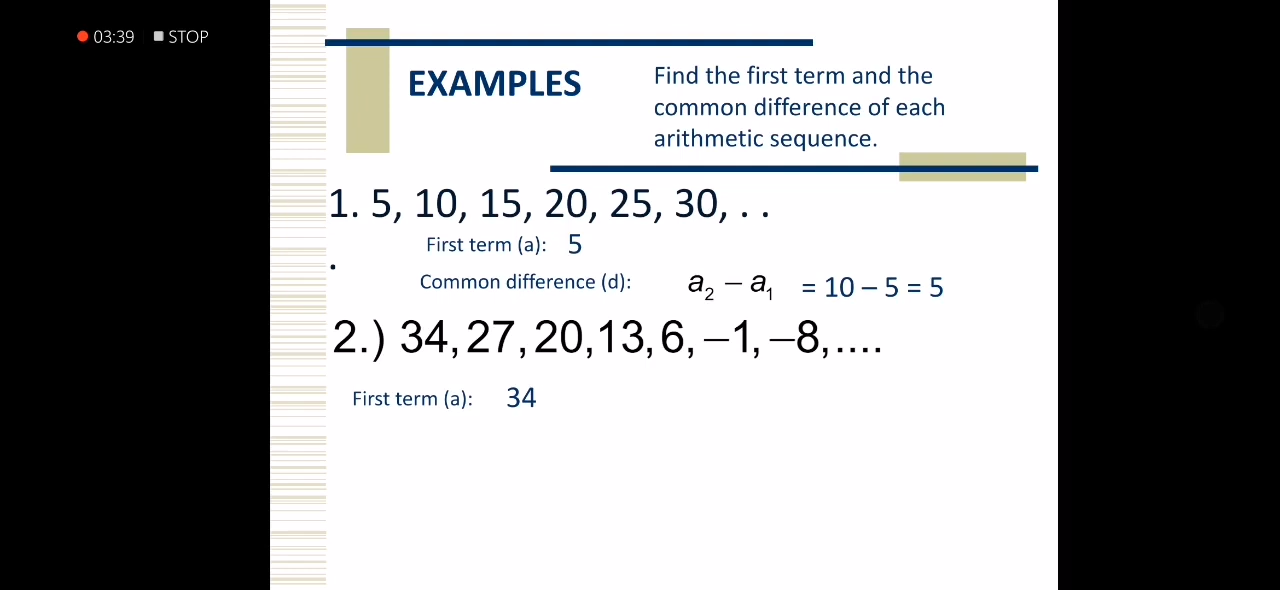 03:39 STOP
EXAMPLES
Find the first term and the
common difference of each
arithmetic sequence.
1. 5, 10, 15, 20, 25, 30, . .
.
First term (a): 5
Common difference (d): a₂ – a₁ = 10 – 5 = 5
2.) 34, 27, 20, 13, 6, –1, –8, ....
First term (a): 34